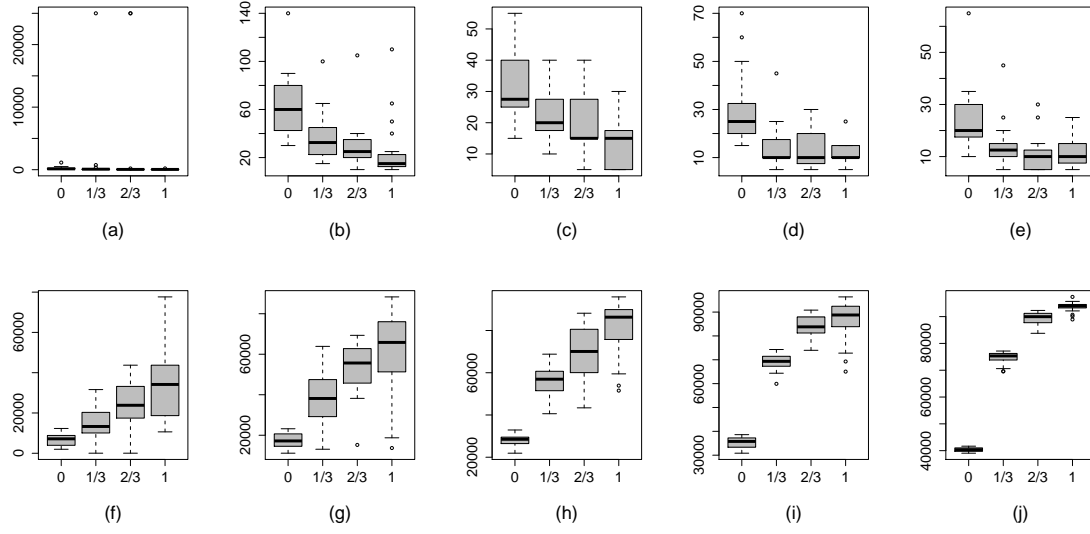 0 10000 20000
0 1/3 2/3 1
(a)
20 60 100 140
0 1/3 2/3 1
(b)
10 20 30 40 50
0 1/3 2/3 1
(c)
10 30 50 70
0 1/3 2/3 1
(d)
10 30 50
0 1/3 2/3 1
(e)
0 20000 40000 60000
0 1/3 2/3 1
(f)
20000 40000 60000
0 1/3 2/3 1
(g)
20000 60000
0 1/3 2/3 1
(h)
30000 60000 90000
0 1/3 2/3 1
(i)
40000 60000 80000
0 1/3 2/3 1
(j)